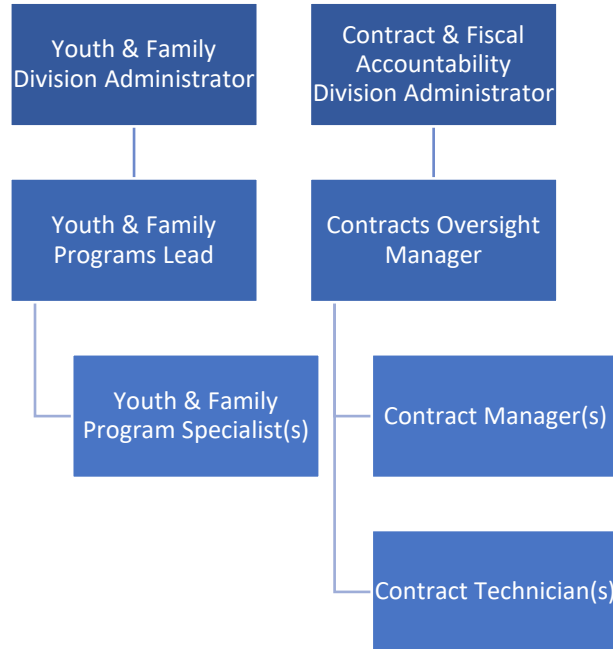 Youth & Family
Division Administrator
Contract & Fiscal
Accountability
Division Administrator
Youth & Family
Programs Lead
Contracts Oversight
Manager
Youth & Family
Program Specialist(s)
Contract Manager(s)
Contract Technician(s)